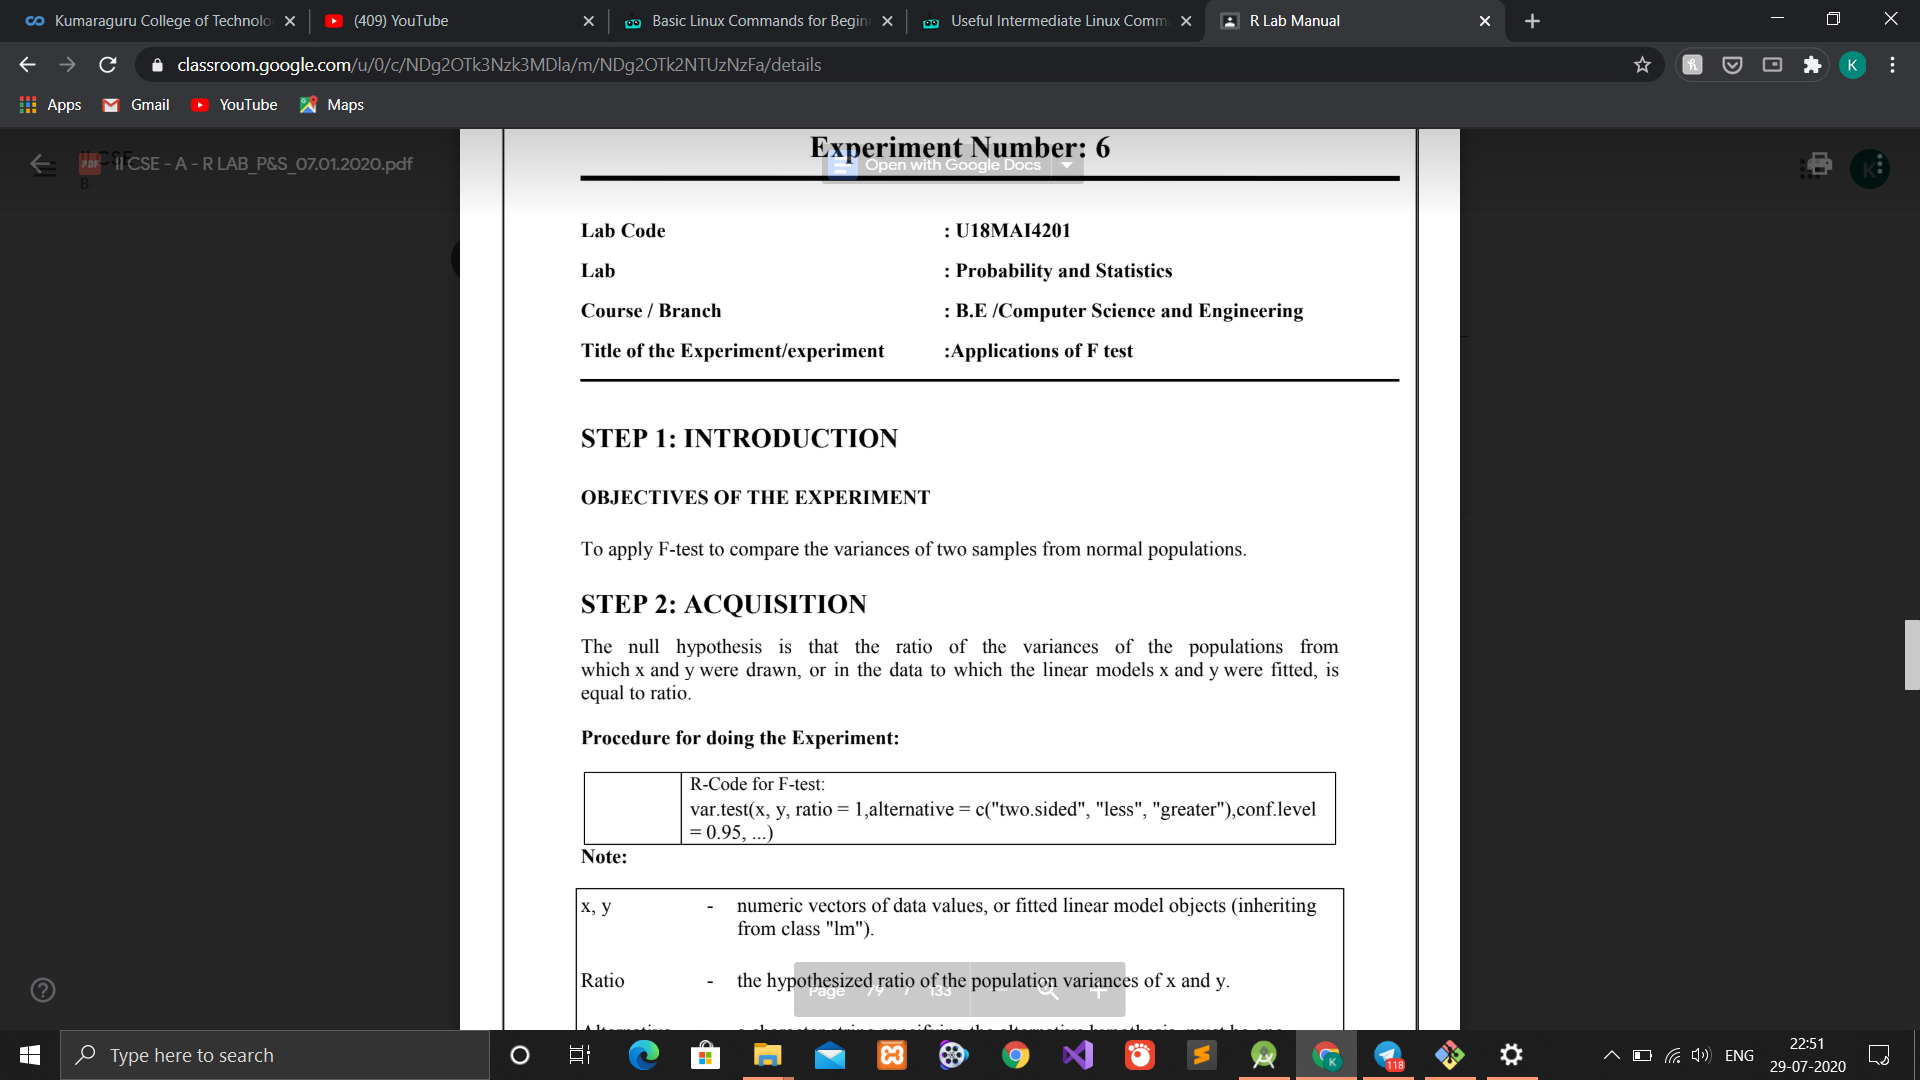 Kumaraguru College of Technolo
(409) YouTube
Basic Linux Commands for Begin
Useful Intermediate Linux Comm
R Lab Manual
classroom.google.com/u/0/c/NDg2OTk3Nzk3MDla/m/NDg2OTk2NTUzNzFa/details
K
Apps
Gmail
YouTube
Maps
PDF
II CSE - A - R LAB_P&S_07.01.2020.pdf
B
Open with Google Docs
K
Experiment Number: 6
Lab Code : U18MAI4201
Lab : Probability and Statistics
Course / Branch : B.E /Computer Science and Engineering
Title of the Experiment/experiment :Applications of F test
STEP 1: INTRODUCTION
OBJECTIVES OF THE EXPERIMENT
To apply F-test to compare the variances of two samples from normal populations.
STEP 2: ACQUISITION
The null hypothesis is that the ratio of the variances of the populations from
which x and y were drawn, or in the data to which the linear models x and y were fitted, is
equal to ratio.
Procedure for doing the Experiment:
R-Code for F-test:
var.test(x, y, ratio = 1,alternative = c("two.sided", "less", "greater"),conf.level
= 0.95, ...)
Note:
x, y - numeric vectors of data values, or fitted linear model objects (inheriting
from class "lm").
Ratio - the hypothesized ratio of the population variances of x and y.
Page 79 / 133
Type here to search
K
118
ENG
22:51
29-07-2020